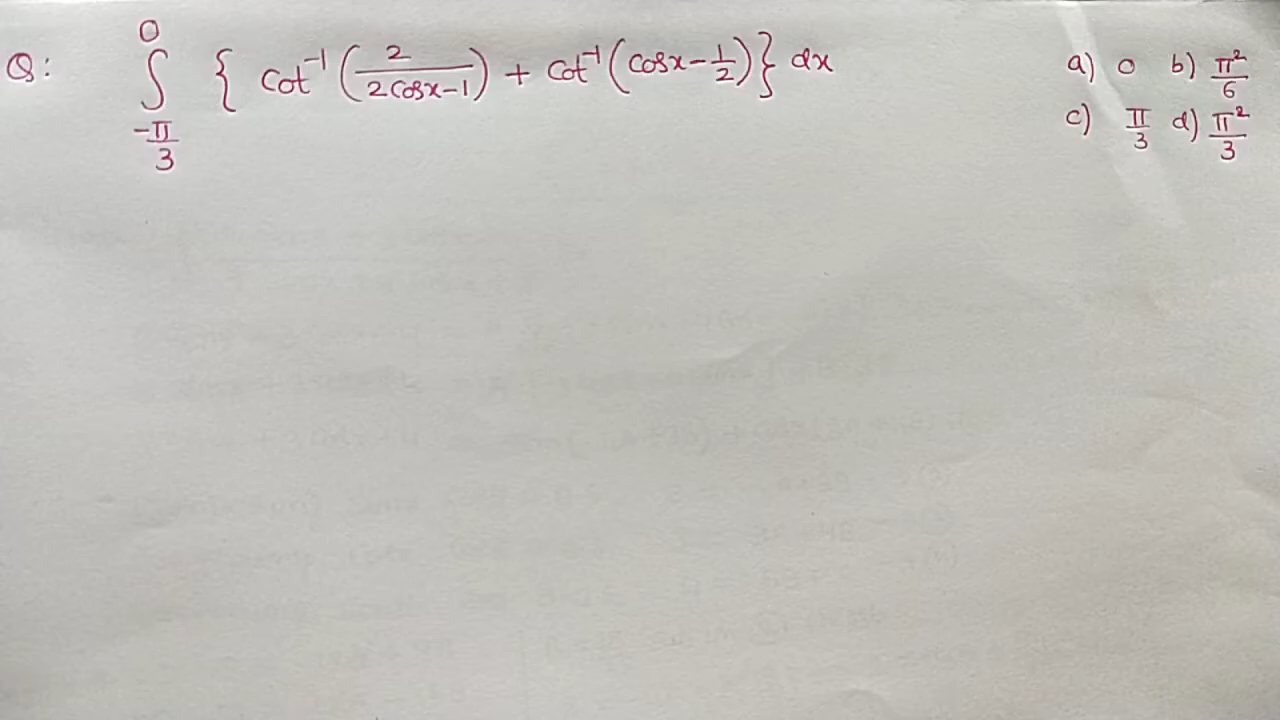 Q: ∫_{-π/3}^{0} { cot⁻¹(2/(2cosx-1)) + cot⁻¹(cosx-1/2) } dx
a) 0 b) π²/6
c) π/3 d) π²/3